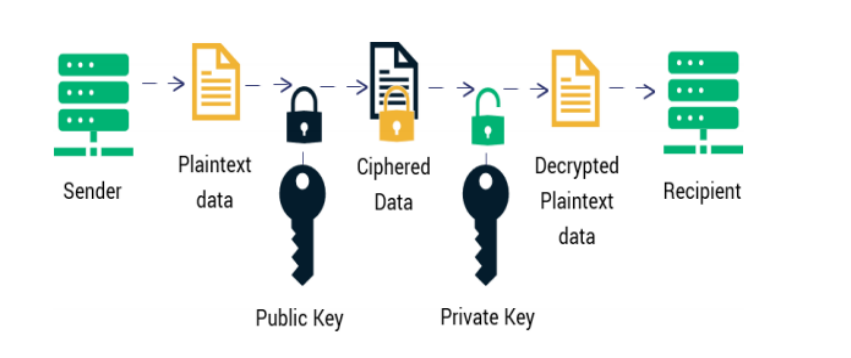 Sender
Plaintext
data
Ciphered
Data
Decrypted
Plaintext
data
Recipient
Public Key
Private Key